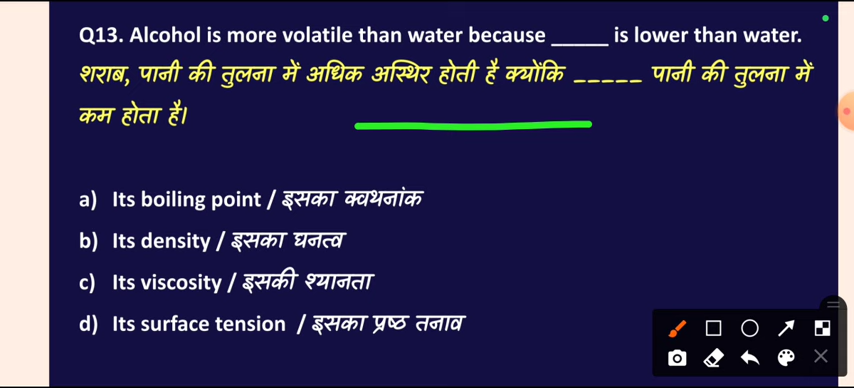 Q13. Alcohol is more volatile than water because ______ is lower than water.
शराब, पानी की तुलना में अधिक अस्थिर होती है क्योंकि _____ पानी की तुलना में
कम होता है।
a) Its boiling point / इसका क्वथनांक
b) Its density / इसका घनत्व
c) Its viscosity / इसकी श्यानता
d) Its surface tension / इसका प्रष्ठ तनाव